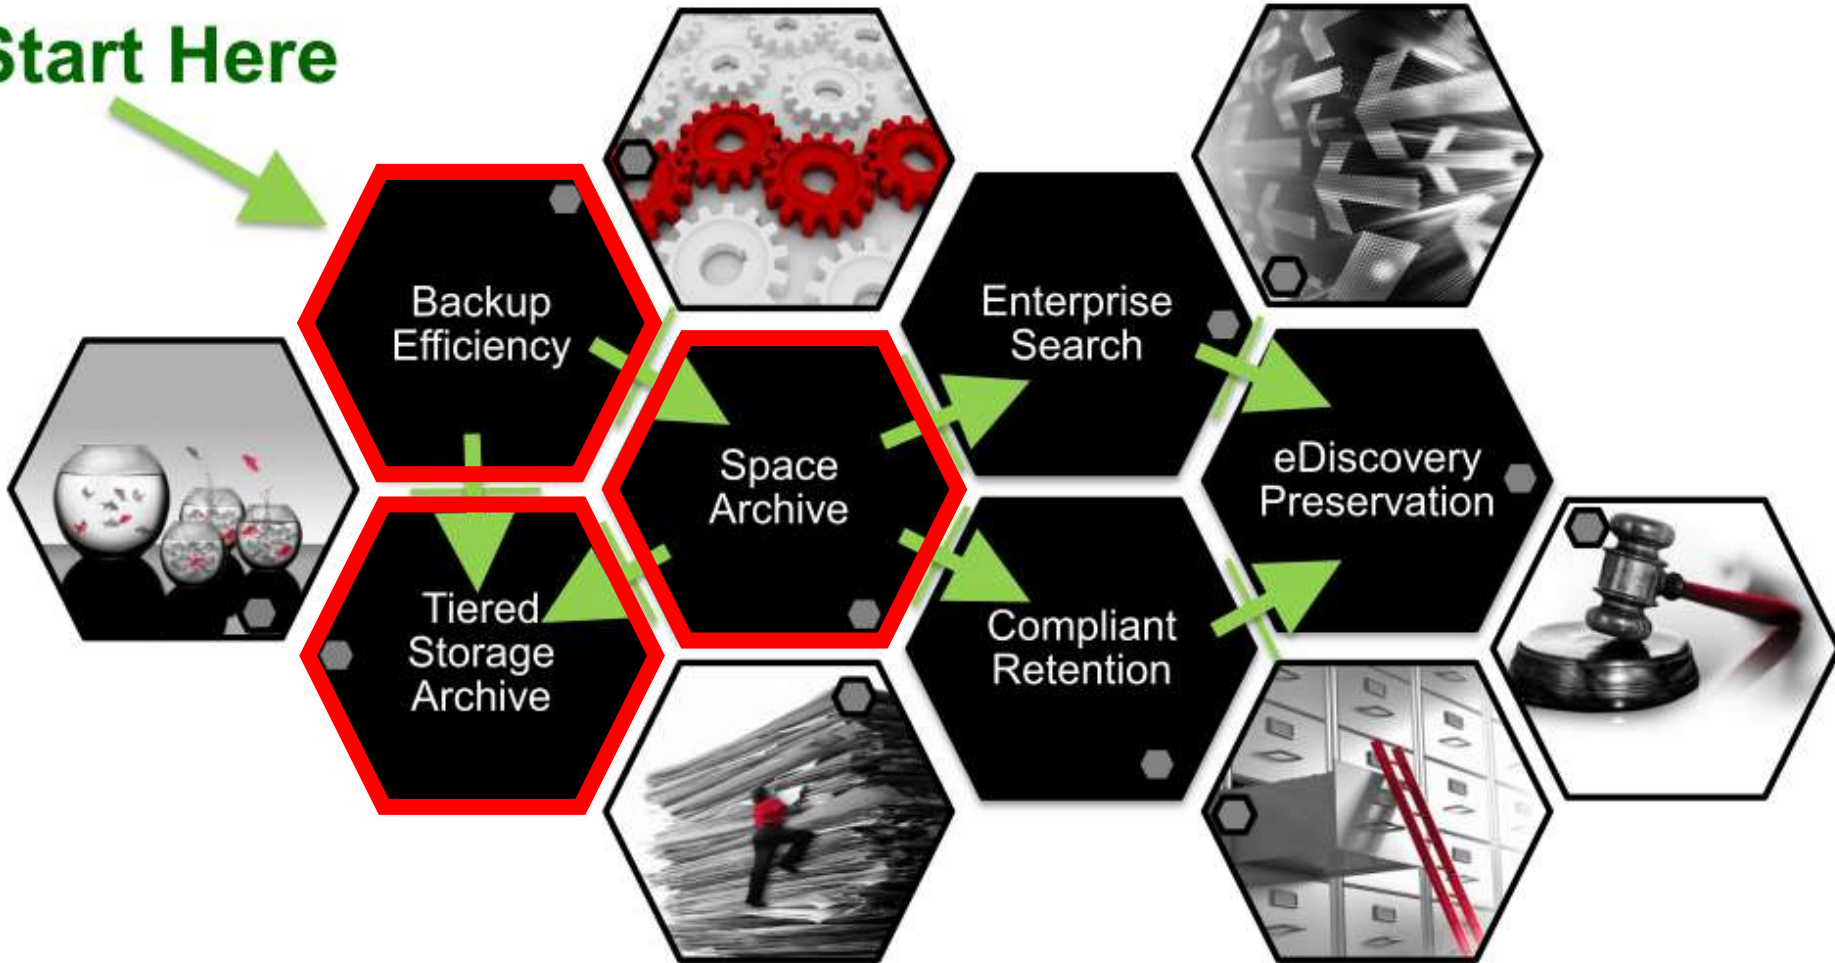 Start Here
Backup
Efficiency
Enterprise
Search
Space
Archive
eDiscovery
Preservation
Tiered
Storage
Archive
Compliant
Retention